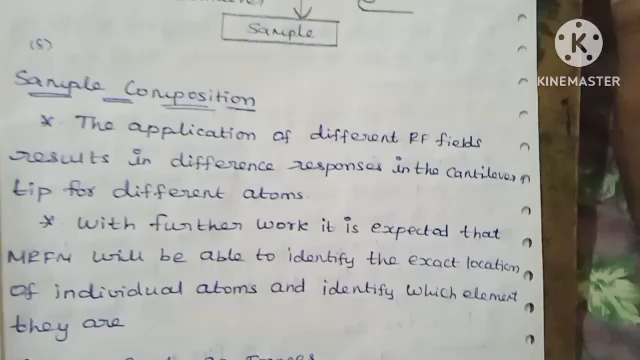 Sample
(5)
Sample Composition
* The application of different RF fields
results in difference responses in the cantilever
tip for different atoms.
* With further work it is expected that
MRFM will be able to identify the exact location
of individual atoms and identify which element
they are
K
KINEMASTER